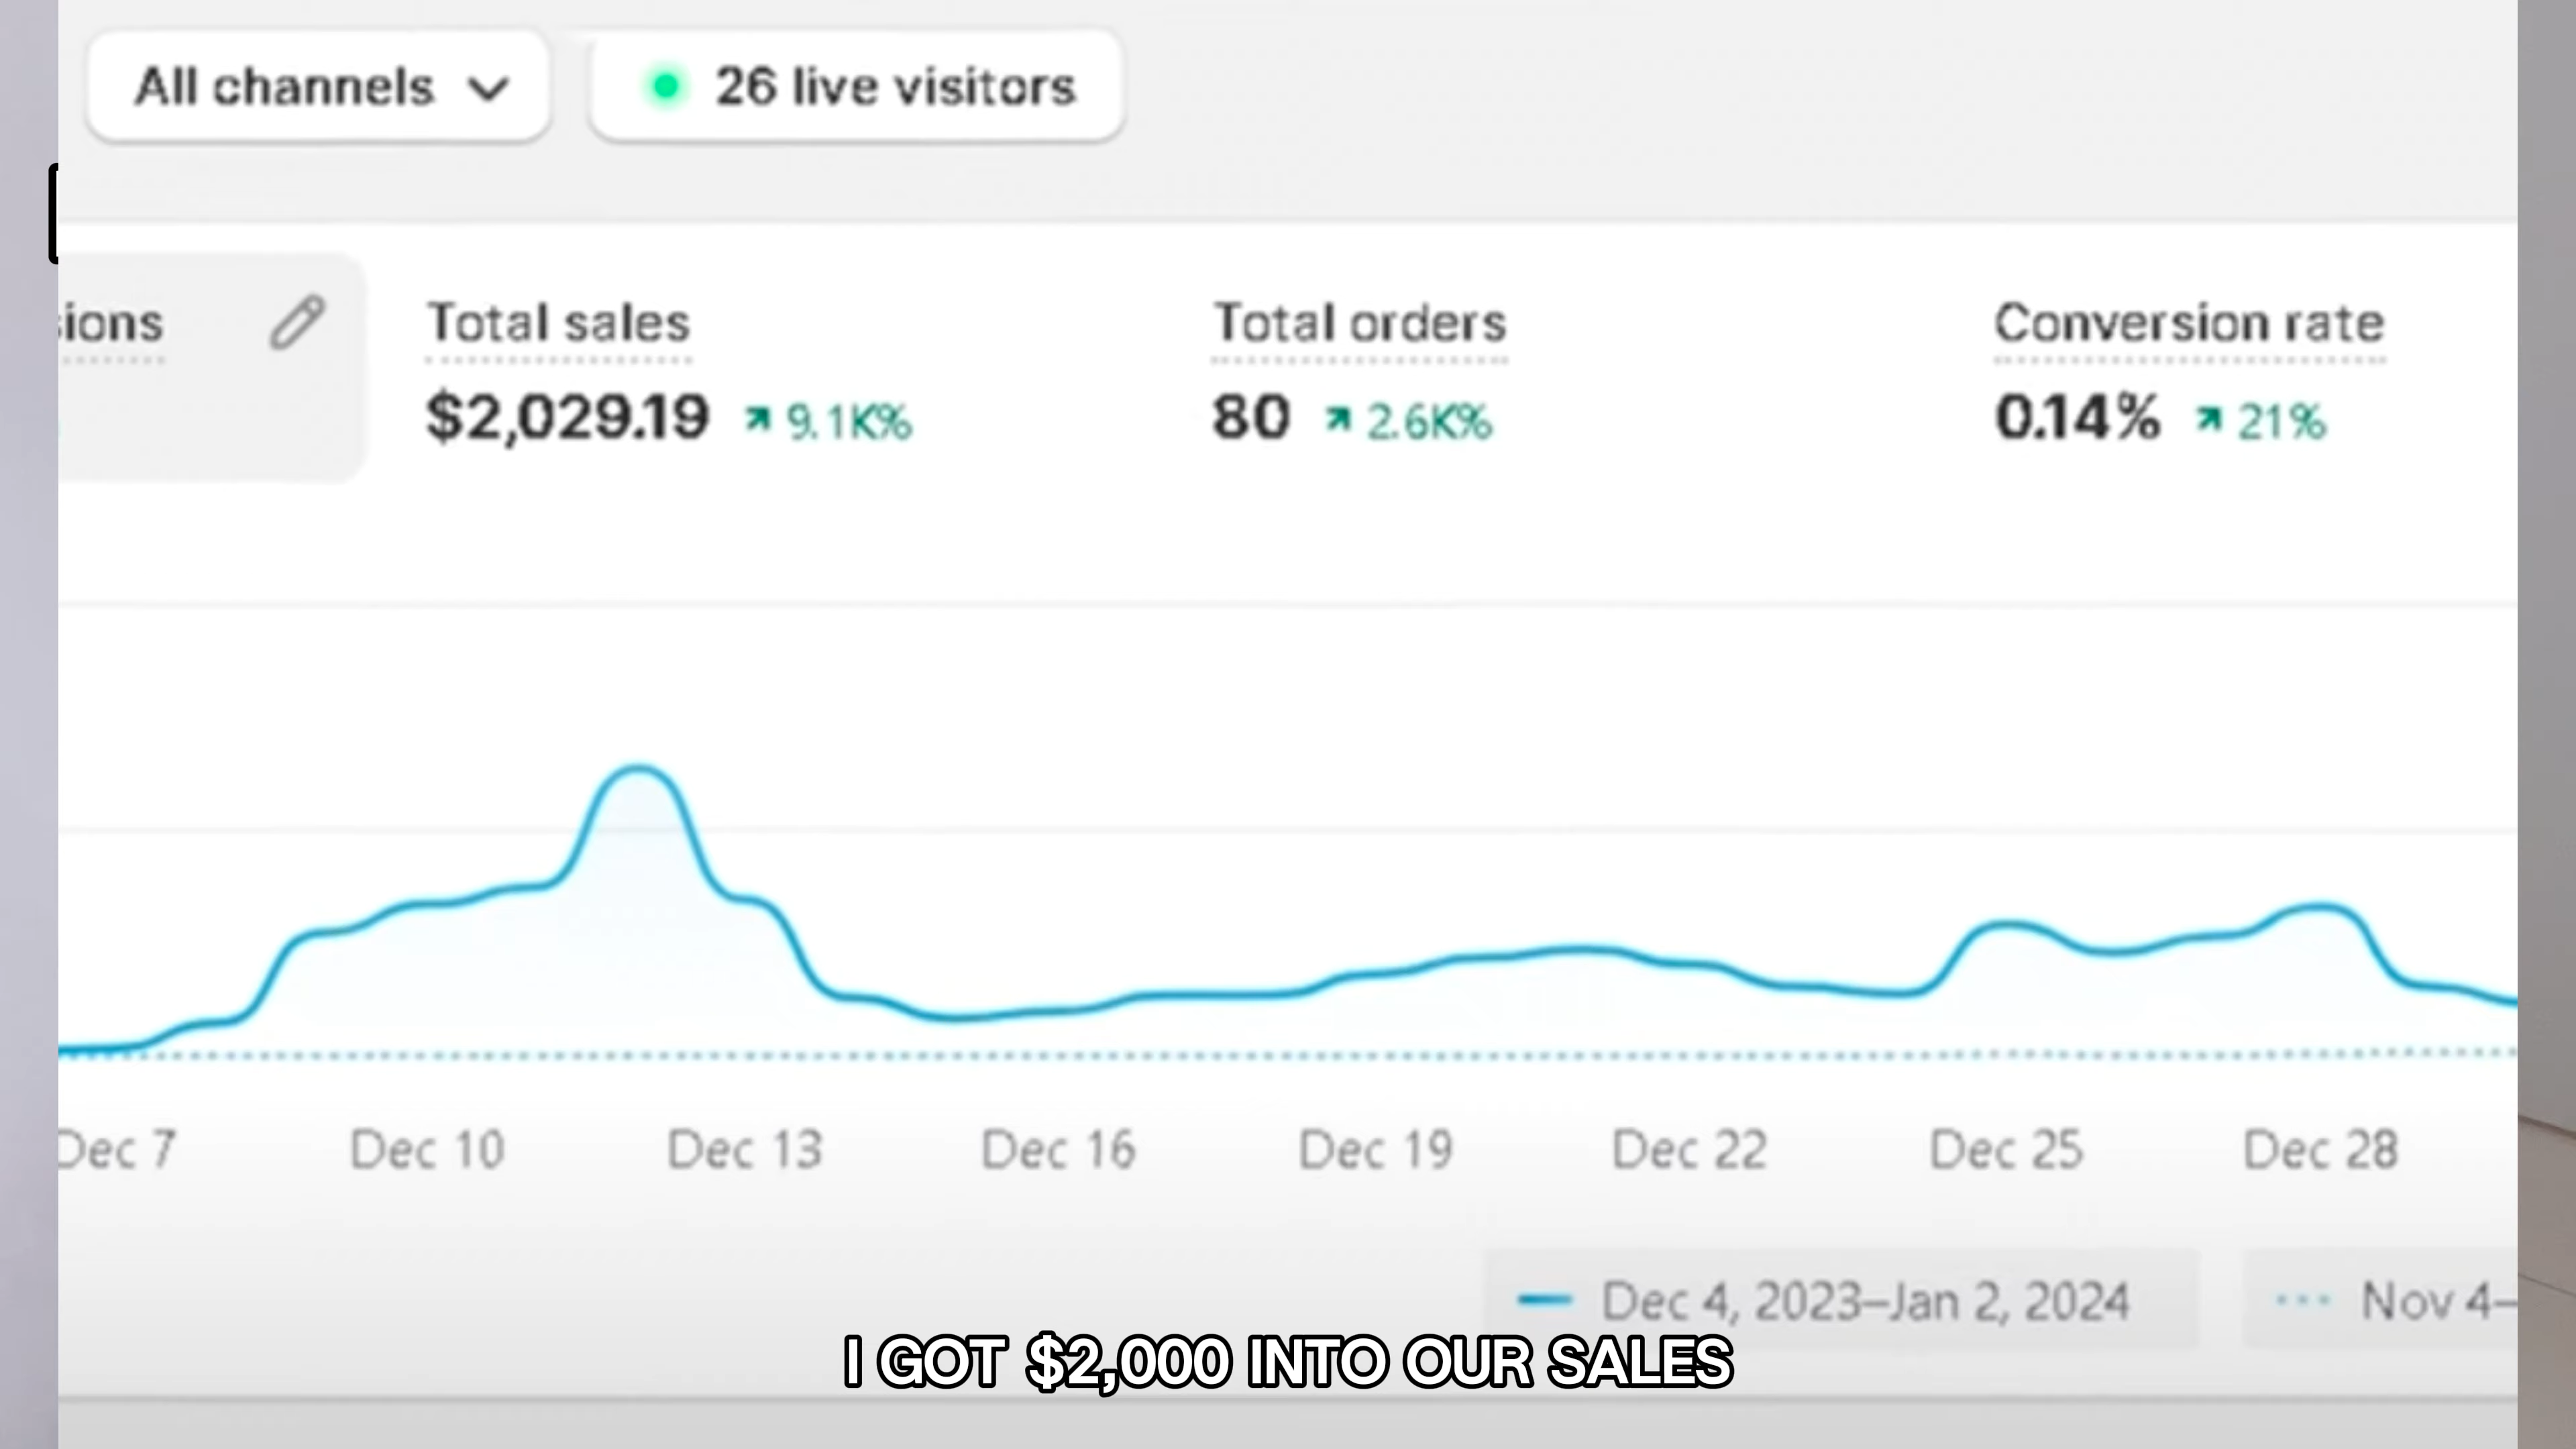 All channels
26 live visitors
sions
Total sales
$2,029.19 9.1K%
Total orders
80 2.6K%
Conversion rate
0.14% 21%
Dec 7 Dec 10 Dec 13 Dec 16 Dec 19 Dec 22 Dec 25 Dec 28
Dec 4, 2023–Jan 2, 2024 Nov 4–
I GOT $2,000 INTO OUR SALES